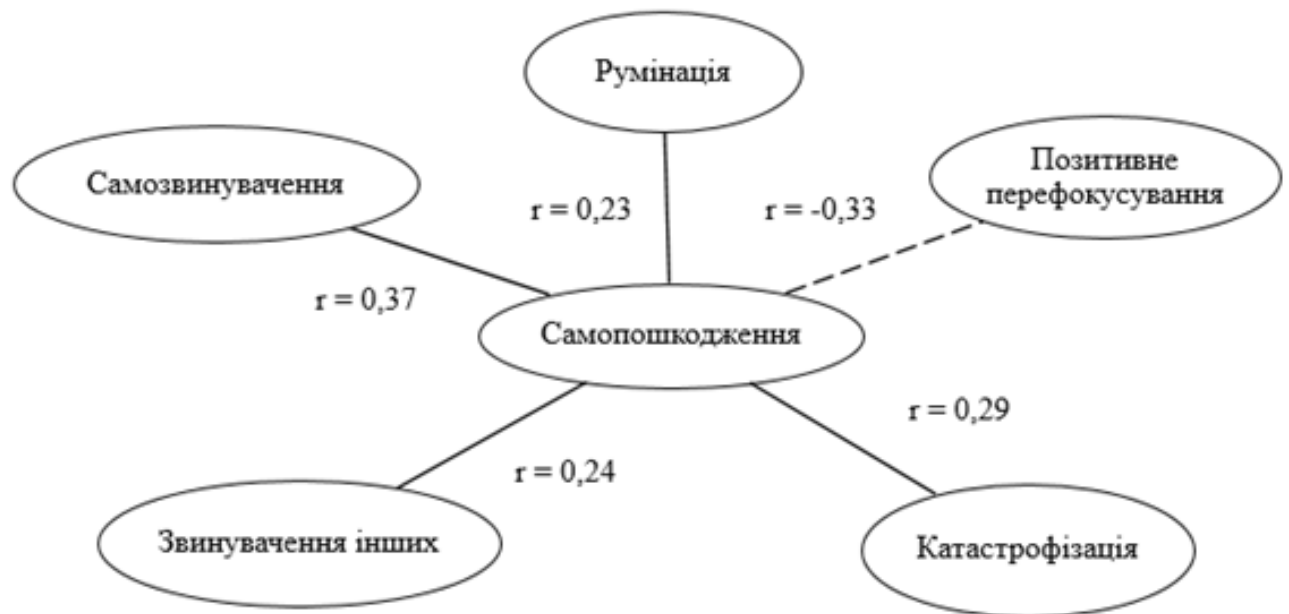 Румінація
Позитивне
перефокусування
Самозвинувачення
r = 0,23
r = -0,33
r = 0,37
Самопошкодження
r = 0,29
r = 0,24
Звинувачення інших
Катастрофізація